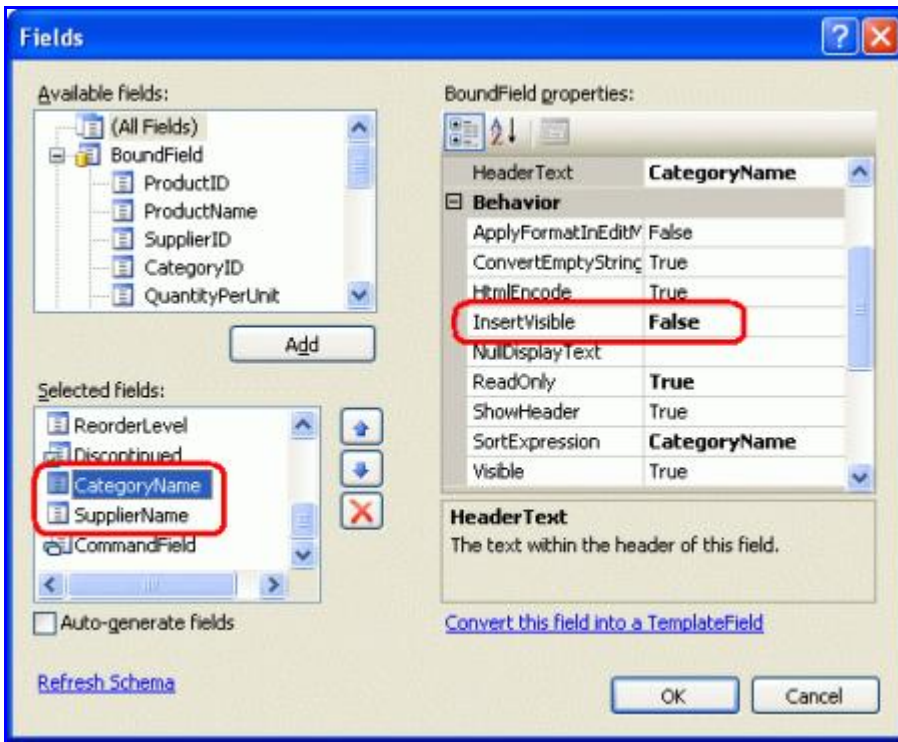 Fields
Available fields:
(All Fields)
BoundField
ProductID
ProductName
SupplierID
CategoryID
QuantityPerUnit
Add
Selected fields:
ReorderLevel
Discontinued
CategoryName
SupplierName
CommandField
Auto-generate fields
Refresh Schema
BoundField properties:
HeaderText CategoryName
Behavior
ApplyFormatInEditM False
ConvertEmptyString True
HtmlEncode True
InsertVisible False
NullDisplayText
ReadOnly True
ShowHeader True
SortExpression CategoryName
Visible True
HeaderText
The text within the header of this field.
Convert this field into a TemplateField
OK Cancel